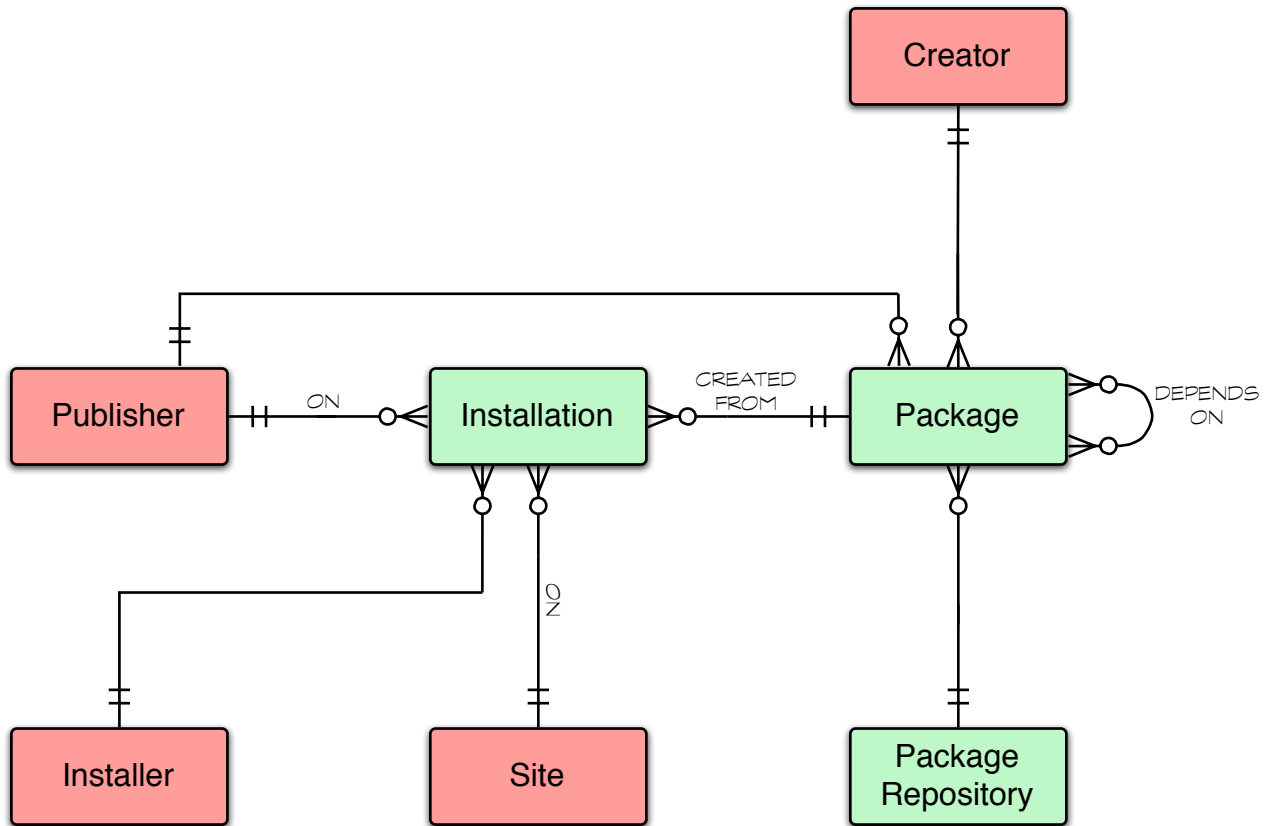 Creator
Publisher
ON
Installation
CREATED
FROM
Package
DEPENDS
ON
ON
Installer
Site
Package
Repository